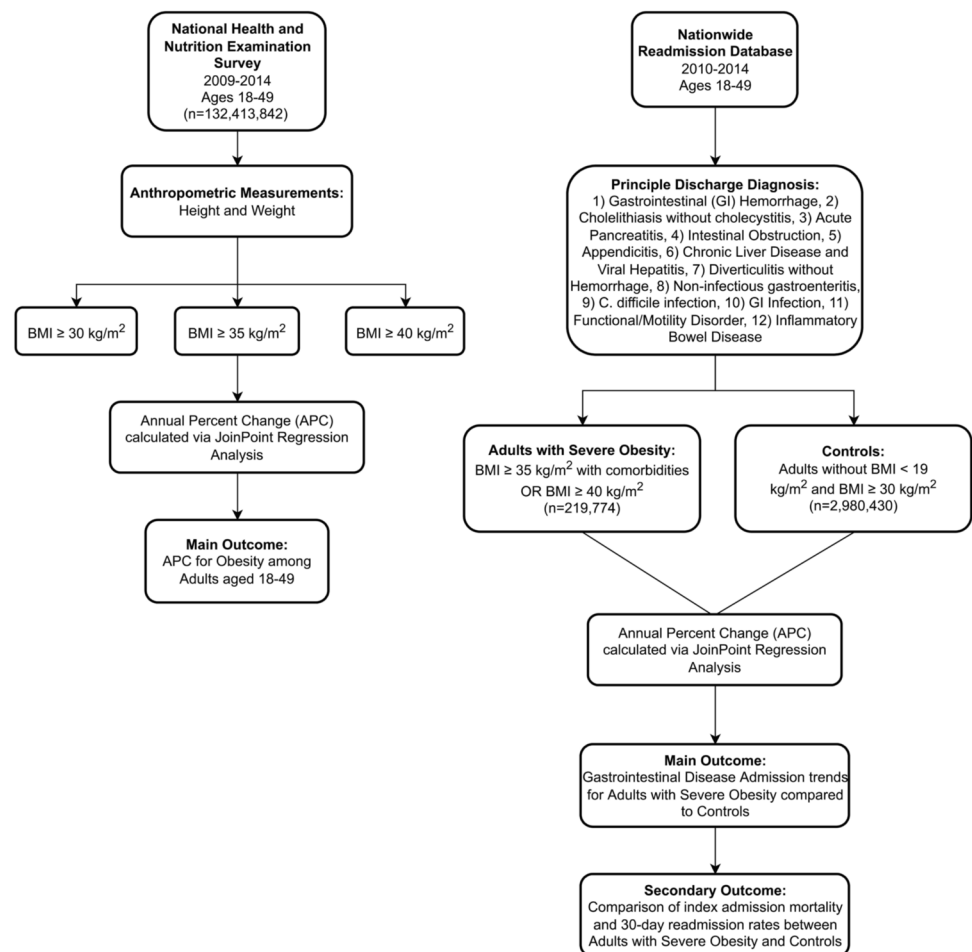 National Health and
Nutrition Examination
Survey
2009-2014
Ages 18-49
(n=132,413,842)
Anthropometric Measurements:
Height and Weight
BMI ≥ 30 kg/m²
BMI ≥ 35 kg/m²
BMI ≥ 40 kg/m²
Annual Percent Change (APC)
calculated via JoinPoint Regression
Analysis
Main Outcome:
APC for Obesity among
Adults aged 18-49
Nationwide
Readmission Database
2010-2014
Ages 18-49
Principle Discharge Diagnosis:
1) Gastrointestinal (GI) Hemorrhage, 2)
Cholelithiasis without cholecystitis, 3) Acute
Pancreatitis, 4) Intestinal Obstruction, 5)
Appendicitis, 6) Chronic Liver Disease and
Viral Hepatitis, 7) Diverticulitis without
Hemorrhage, 8) Non-infectious gastroenteritis,
9) C. difficile infection, 10) GI Infection, 11)
Functional/Motility Disorder, 12) Inflammatory
Bowel Disease
Adults with Severe Obesity:
BMI ≥ 35 kg/m² with comorbidities
OR BMI ≥ 40 kg/m²
(n=219,774)
Controls:
Adults without BMI < 19
kg/m² and BMI ≥ 30 kg/m²
(n=2,980,430)
Annual Percent Change (APC)
calculated via JoinPoint Regression
Analysis
Main Outcome:
Gastrointestinal Disease Admission trends
for Adults with Severe Obesity compared
to Controls
Secondary Outcome:
Comparison of index admission mortality
and 30-day readmission rates between
Adults with Severe Obesity and Controls